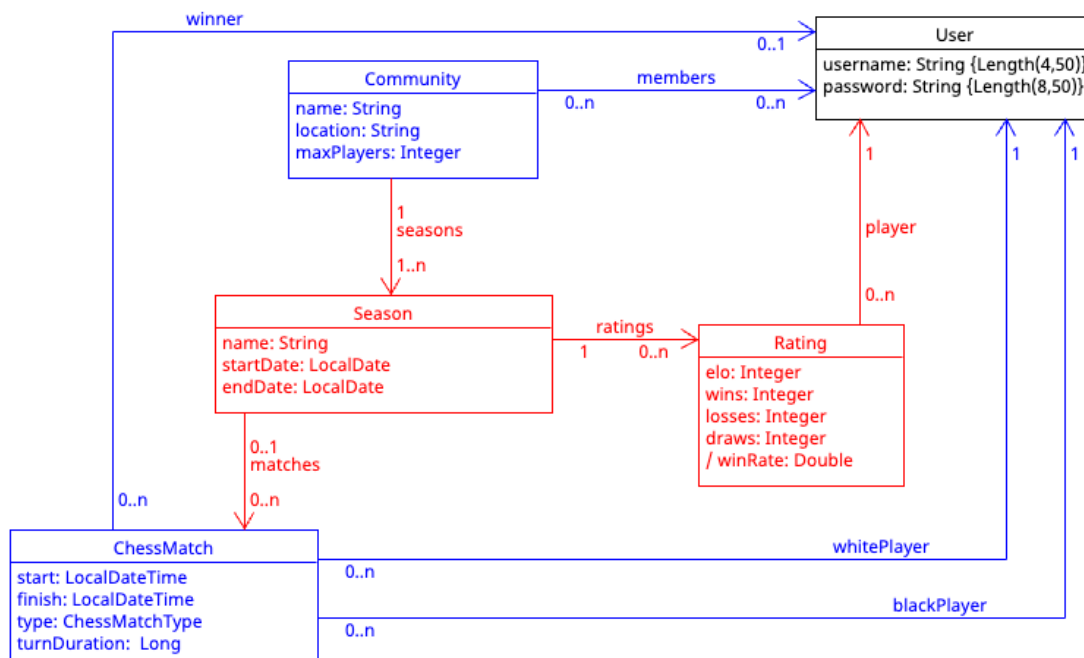 winner
0..1
User
username: String {Length(4,50)}
password: String {Length(8,50)}
Community
name: String
location: String
maxPlayers: Integer
members
0..n
0..n
1
1
1
1
seasons
1..n
player
0..n
Season
name: String
startDate: LocalDate
endDate: LocalDate
ratings
1
0..n
Rating
elo: Integer
wins: Integer
losses: Integer
draws: Integer
/ winRate: Double
0..1
matches
0..n
0..n
ChessMatch
start: LocalDateTime
finish: LocalDateTime
type: ChessMatchType
turnDuration: Long
whitePlayer
0..n
blackPlayer
0..n